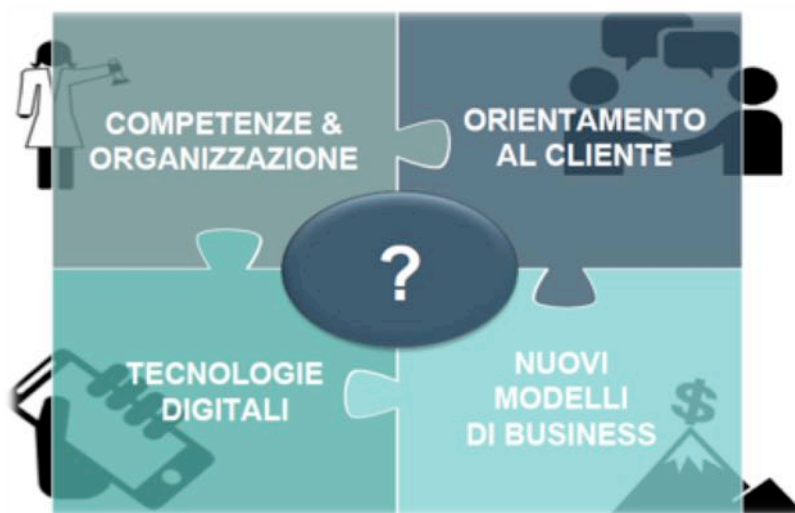 COMPETENZE &
ORGANIZZAZIONE
ORIENTAMENTO
AL CLIENTE
?
TECNOLOGIE
DIGITALI
NUOVI
MODELLI
DI BUSINESS
$